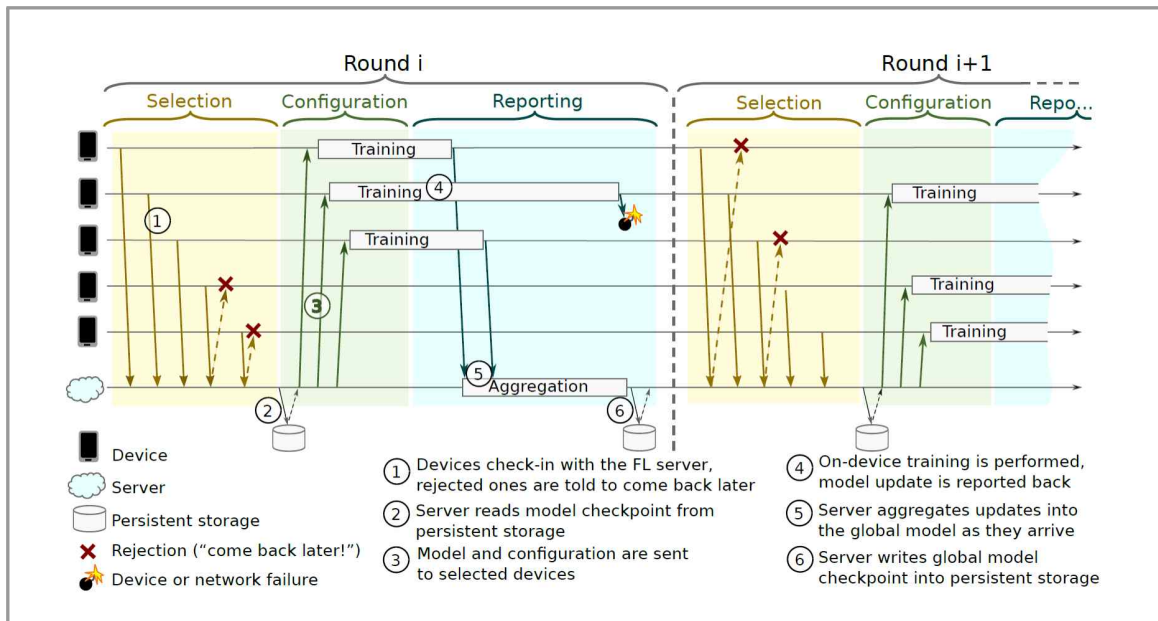 Round i
Round i+1
Selection
Configuration
Reporting
Selection
Configuration
Repo...
Training
Training
4
1
Training
Training
3
Training
Training
5
Aggregation
2
6
Device
Server
Persistent storage
Rejection (“come back later!”)
Device or network failure
1 Devices check-in with the FL server,
rejected ones are told to come back later
2 Server reads model checkpoint from
persistent storage
3 Model and configuration are sent
to selected devices
4 On-device training is performed,
model update is reported back
5 Server aggregates updates into
the global model as they arrive
6 Server writes global model
checkpoint into persistent storage